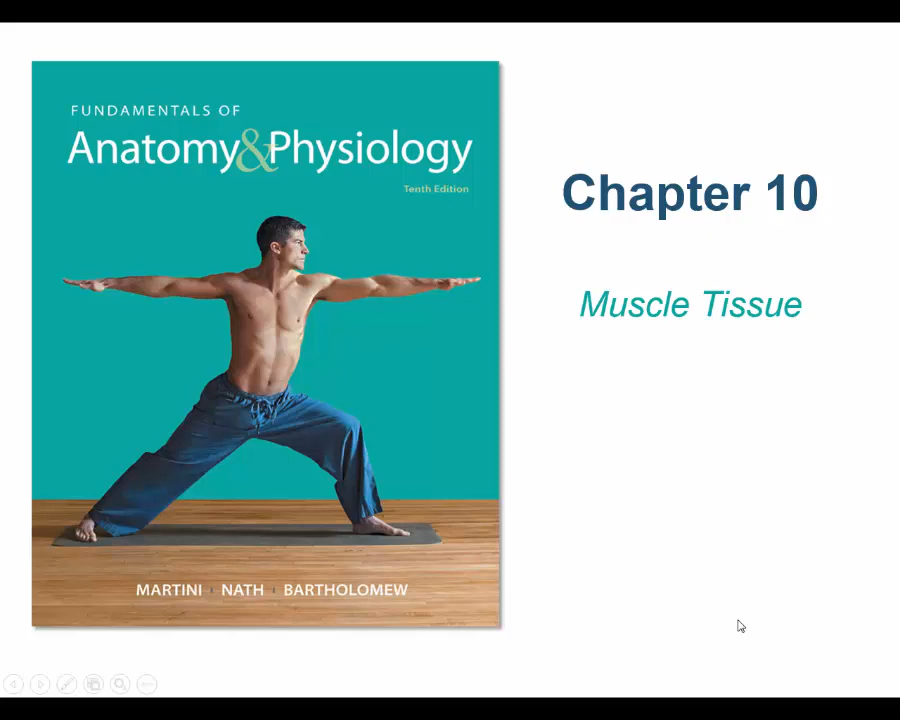 FUNDAMENTALS OF
Anatomy & Physiology
Tenth Edition
MARTINI NATH BARTHOLOMEW
Chapter 10
Muscle Tissue